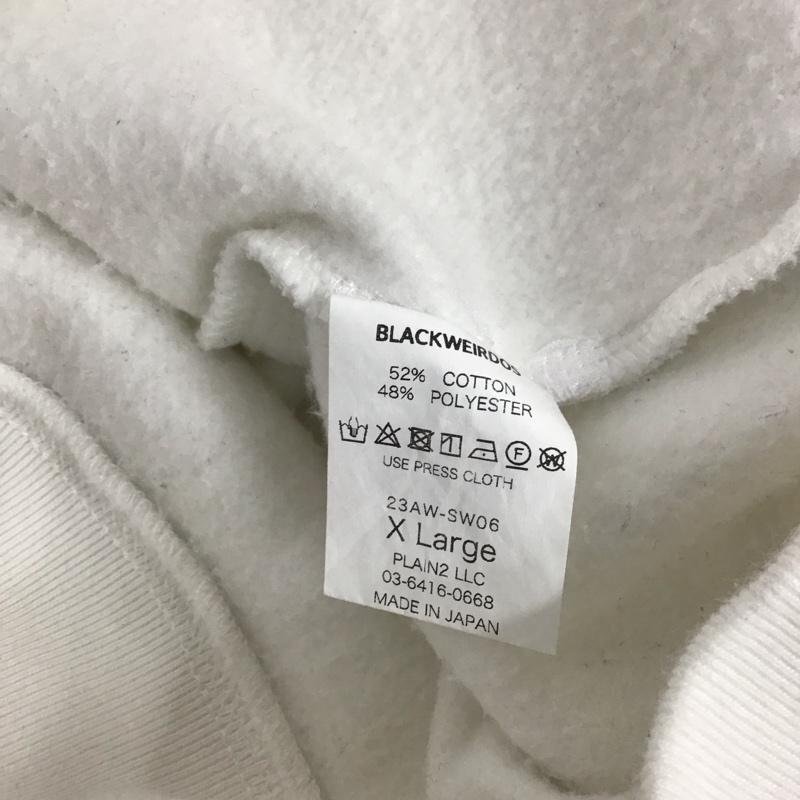 BLACKWEIRDOS
52% COTTON
48% POLYESTER
F W
USE PRESS CLOTH
23AW-SW06
X Large
PLAIN2 LLC
03-6416-0668
MADE IN JAPAN